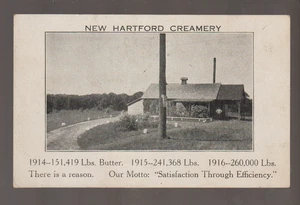 NEW HARTFORD CREAMERY
1914-151,419 Lbs. Butter. 1915-241,368 Lbs. 1916-260,000 Lbs.
There is a reason. Our Motto: "Satisfaction Through Efficiency."